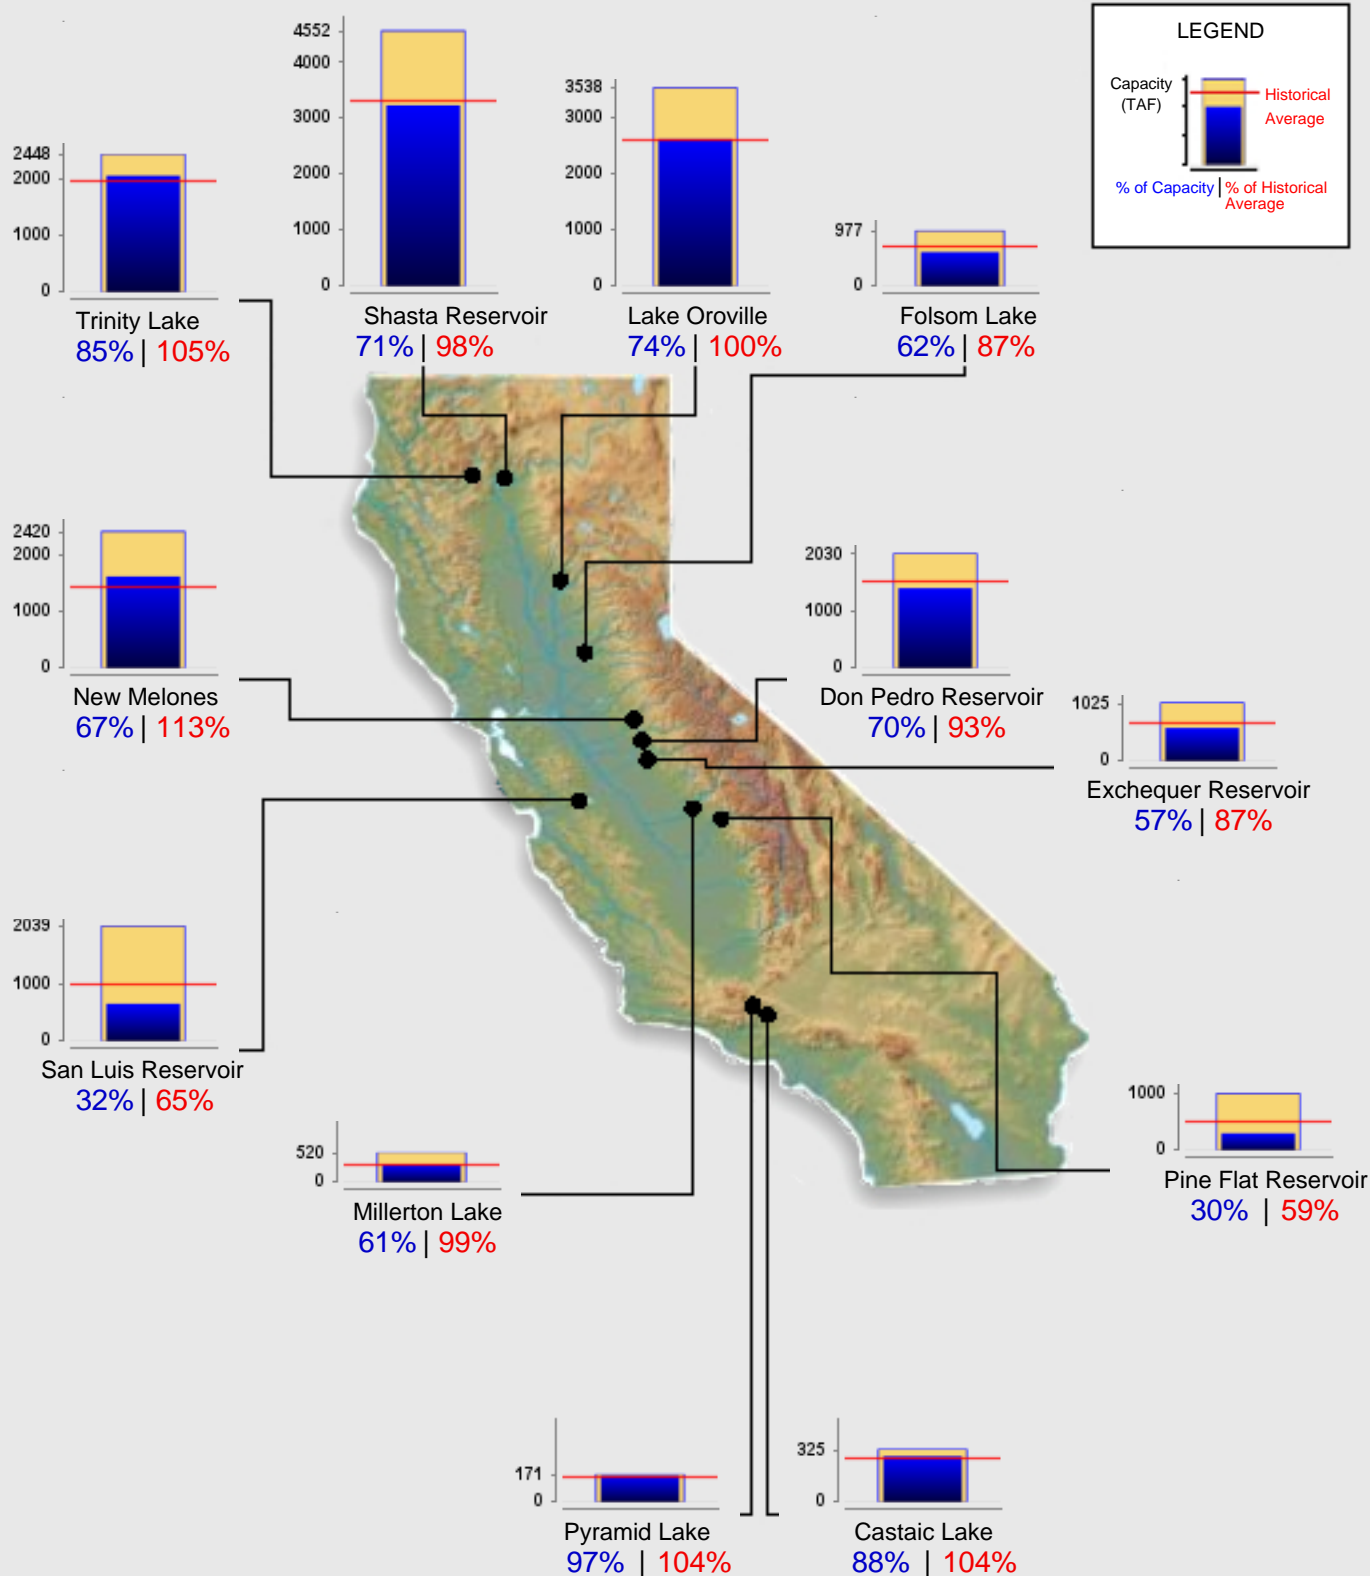 LEGEND
Capacity
(TAF)
Historical
Average
% of Capacity | % of Historical
Average
4552
4000
3000
2000
1000
0
Shasta Reservoir
71% | 98%
3538
3000
2000
1000
0
Lake Oroville
74% | 100%
2448
2000
1000
0
Trinity Lake
85% | 105%
977
0
Folsom Lake
62% | 87%
2420
2000
1000
0
New Melones
67% | 113%
2030
1000
0
Don Pedro Reservoir
70% | 93%
1025
0
Exchequer Reservoir
57% | 87%
2039
1000
0
San Luis Reservoir
32% | 65%
520
0
Millerton Lake
61% | 99%
1000
0
Pine Flat Reservoir
30% | 59%
171
0
Pyramid Lake
97% | 104%
325
0
Castaic Lake
88% | 104%